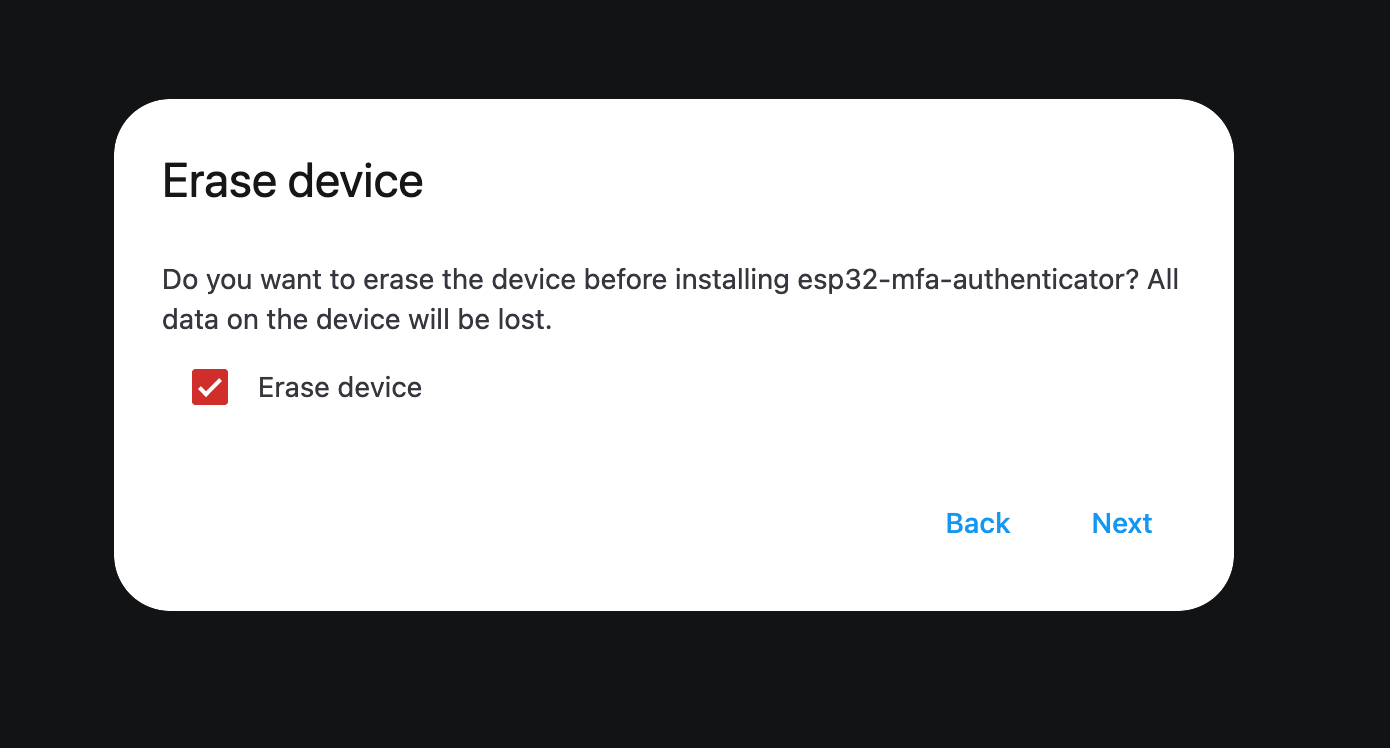 Erase device
Do you want to erase the device before installing esp32-mfa-authenticator? All
data on the device will be lost.
Erase device
Back Next